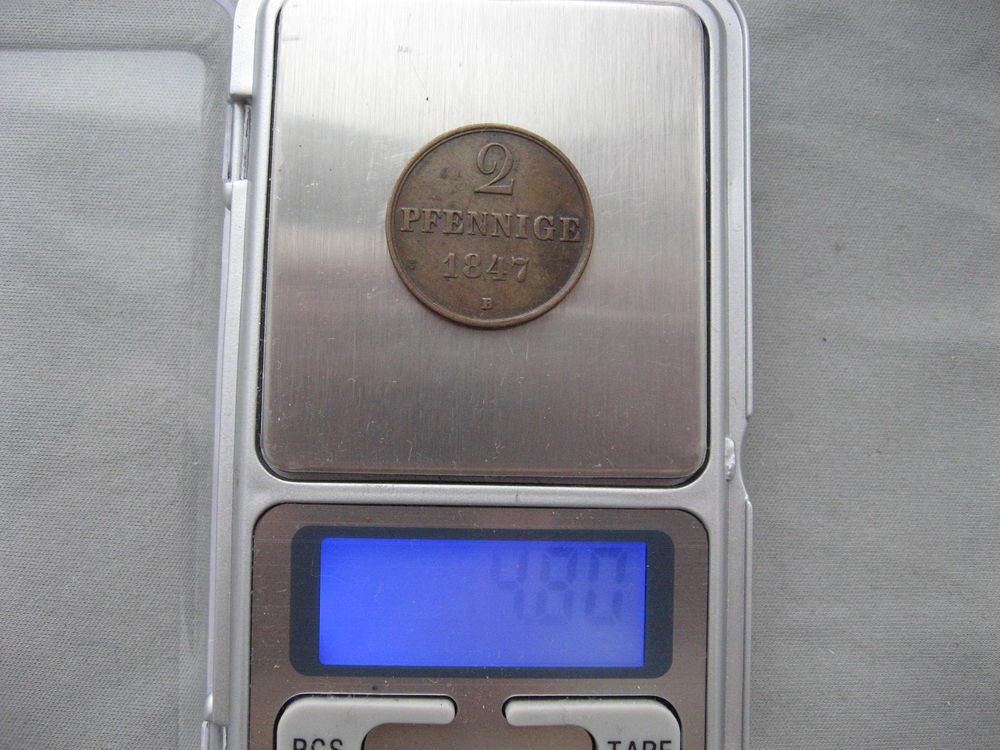 2
PFENNIGE
1847
B
4.80
PCS TARE